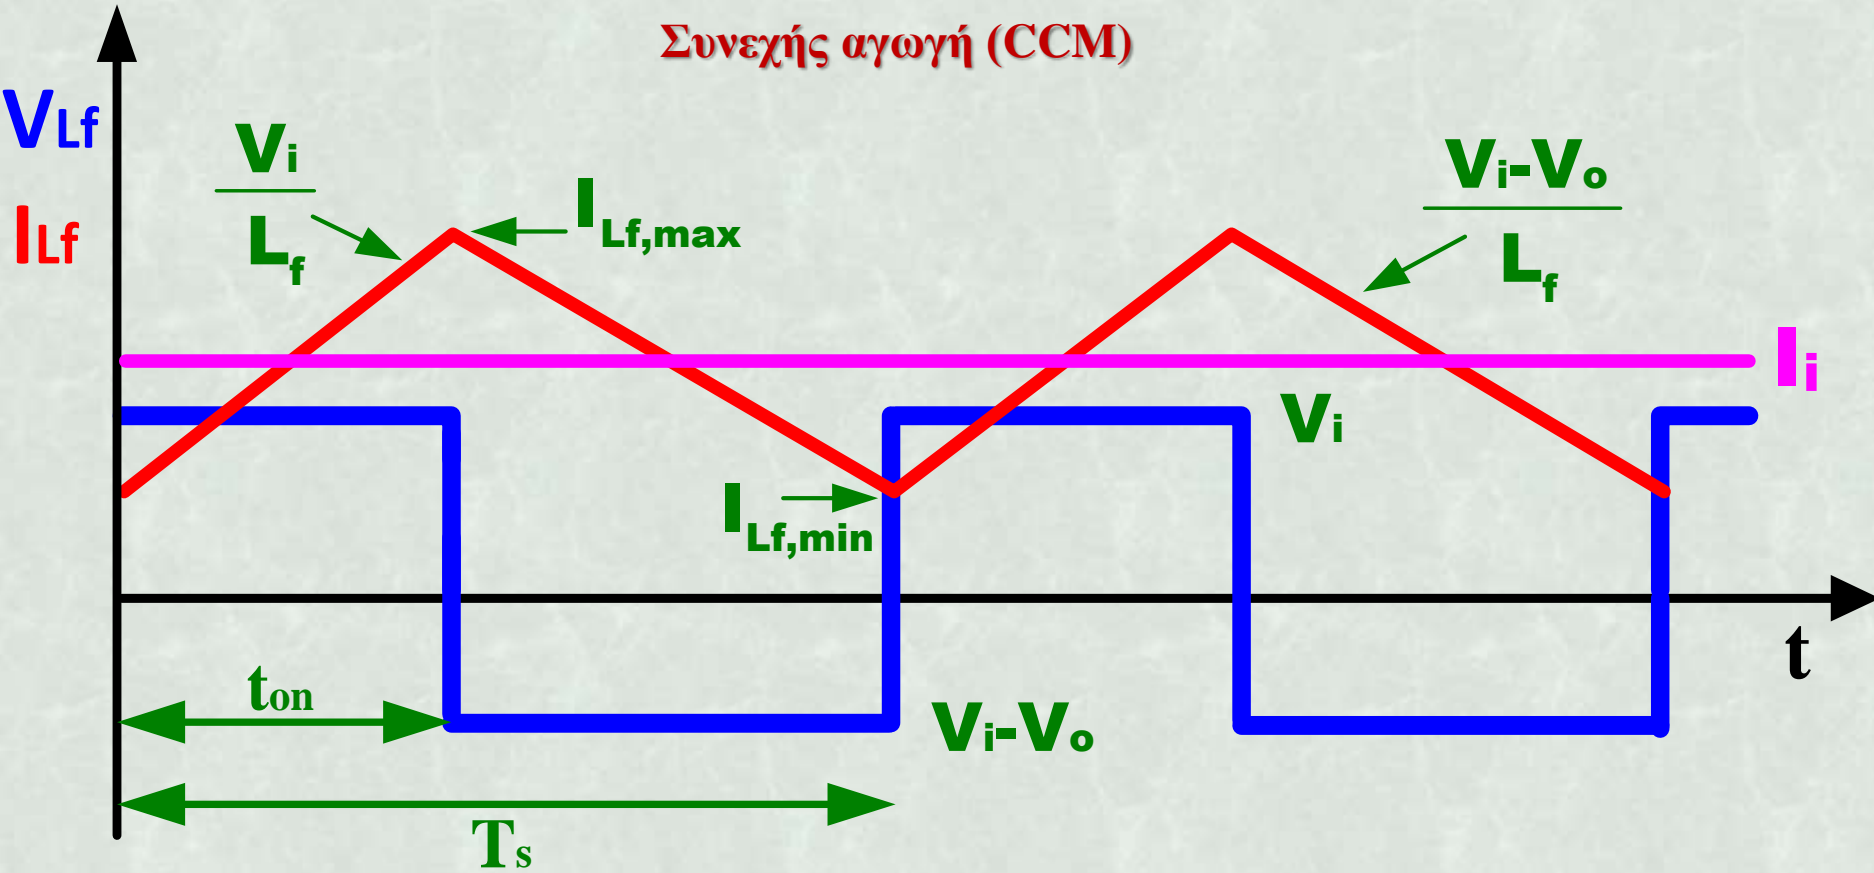 Συνεχής αγωγή (CCM)
VLf
ILf
Vi
Lf
ILf,max
Vi-Vo
Lf
Ii
Vi
ILf,min
t
ton
Vi-Vo
Ts